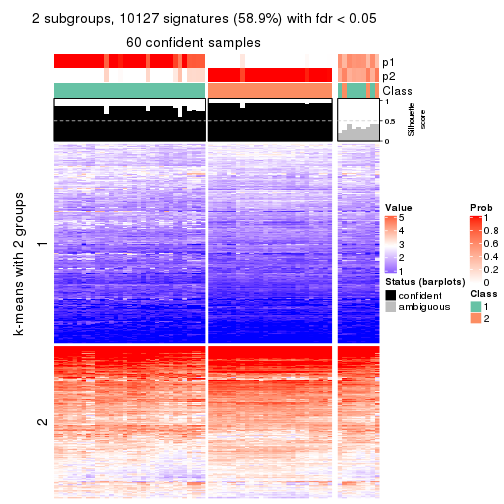 2 subgroups, 10127 signatures (58.9%) with fdr < 0.05
60 confident samples
p1
p2
Class
1
0.5
0
Silhouette
score
k-means with 2 groups
1
2
Value
5
4
3
2
1
Status (barplots)
confident
ambiguous
Prob
1
0.8
0.6
0.4
0.2
0
Class
1
2